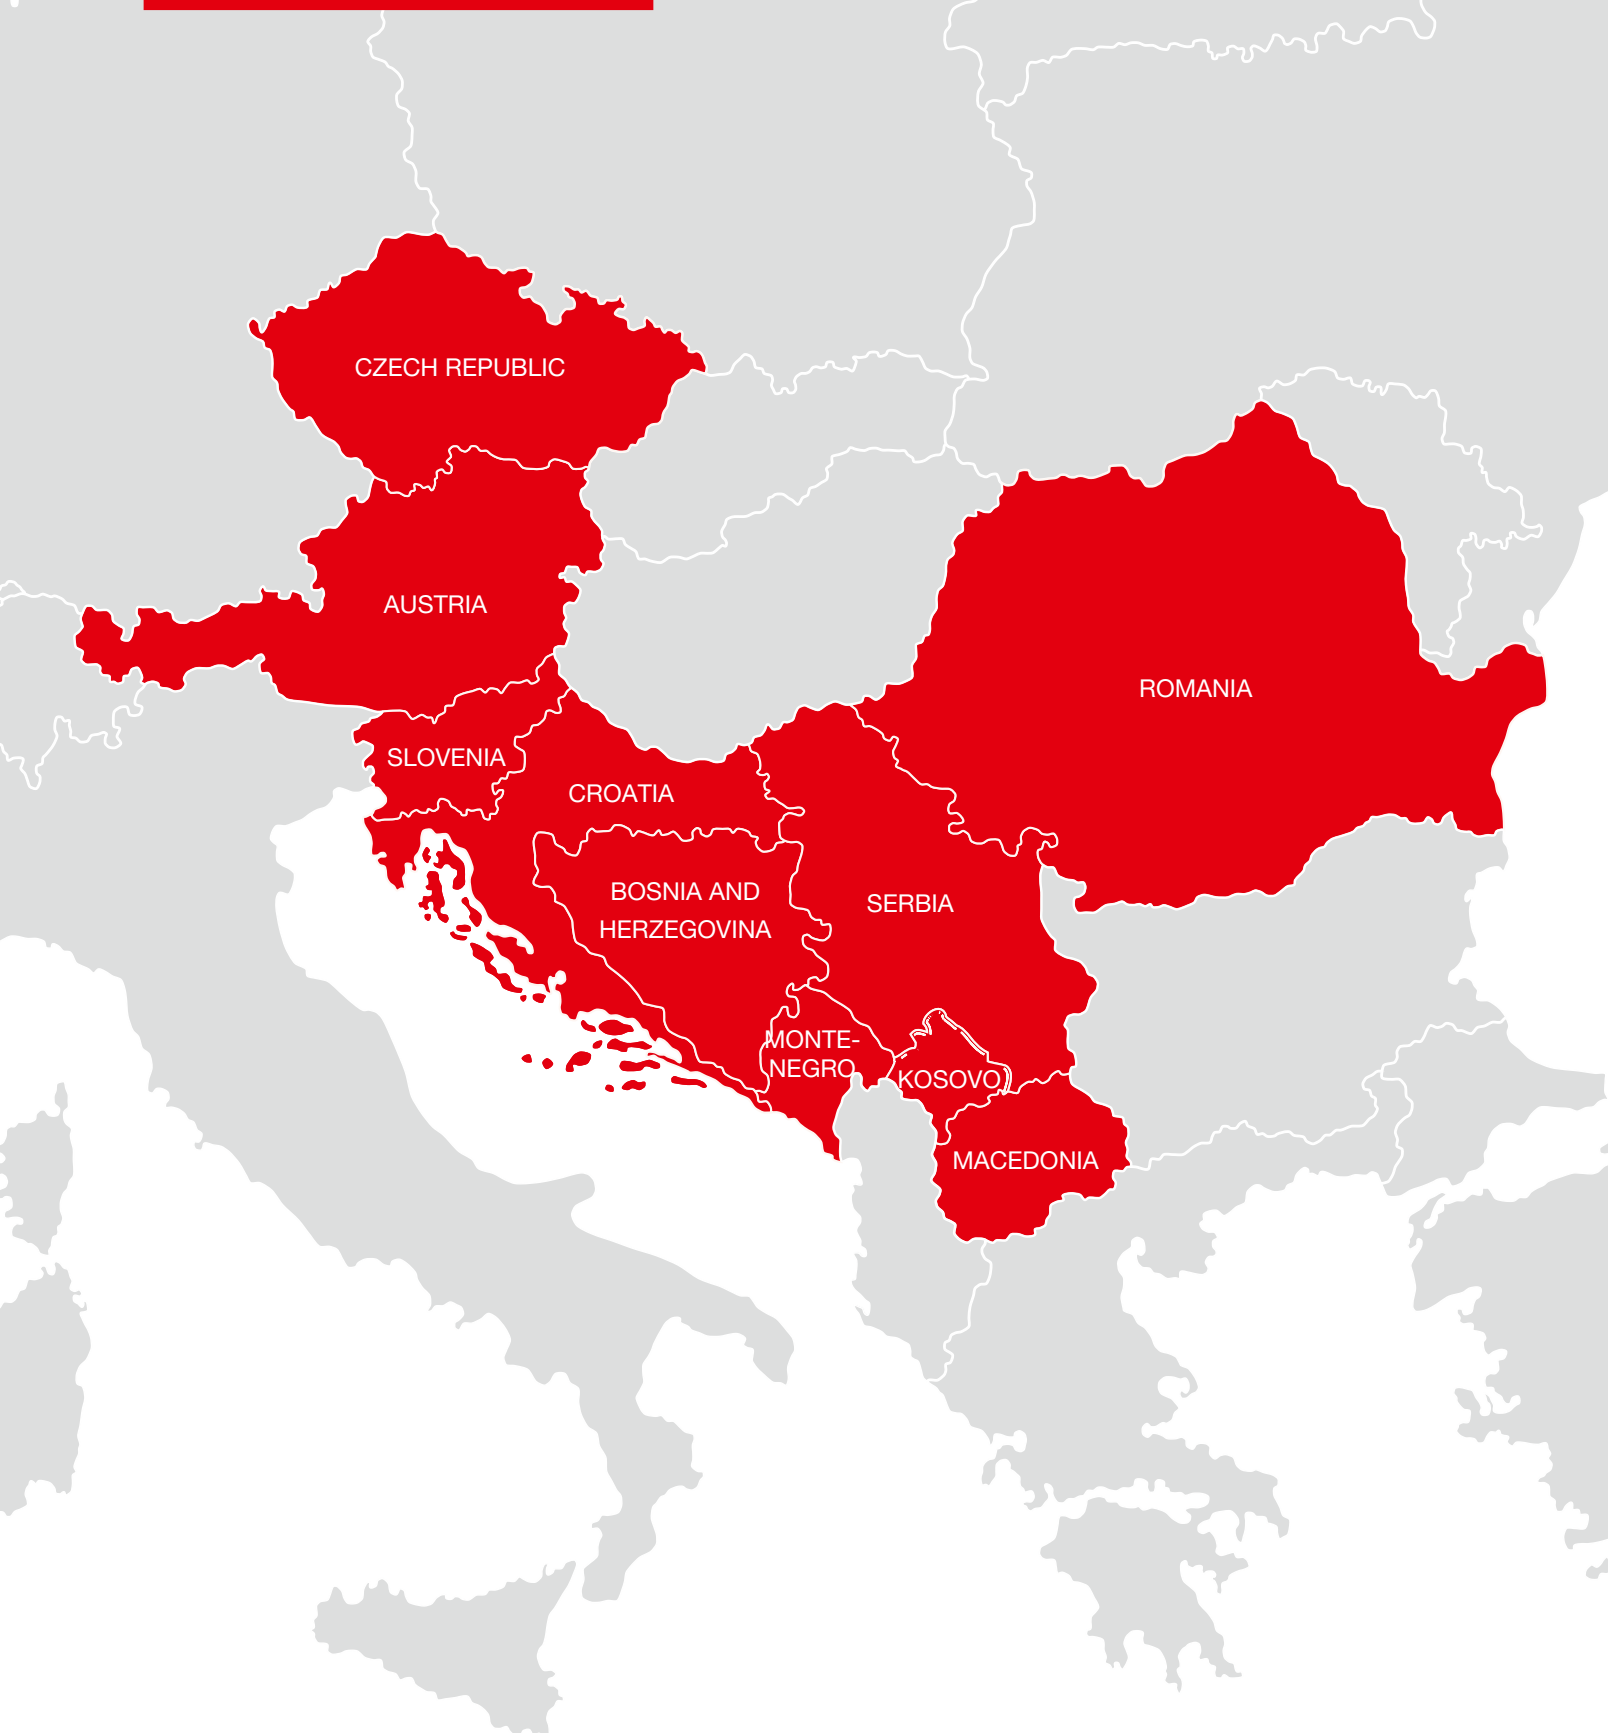 CZECH REPUBLIC
AUSTRIA
ROMANIA
SLOVENIA
CROATIA
BOSNIA AND
HERZEGOVINA
SERBIA
MONTE-
NEGRO
KOSOVO
MACEDONIA